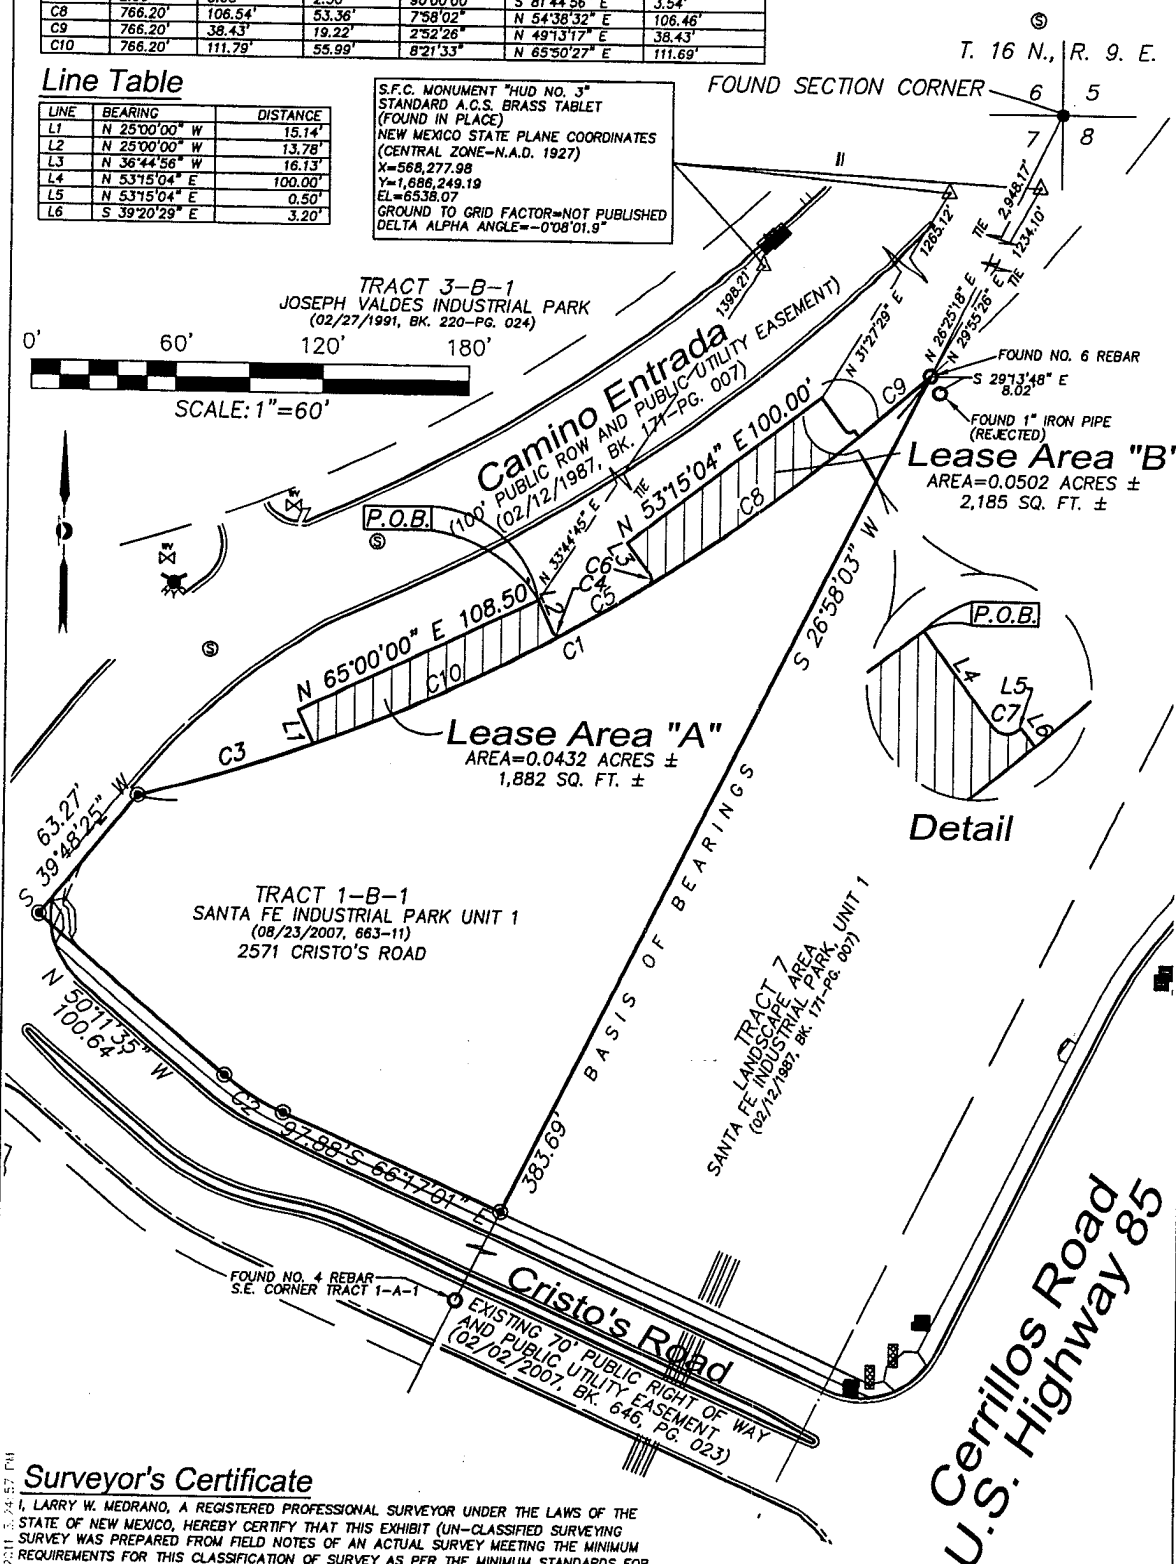 C8 766.20' 106.54' 53.36' 7°58'02" N 54°38'32" E 106.46'
C9 766.20' 38.43' 19.22' 2°52'26" N 49°13'17" E 38.43'
C10 766.20' 111.79' 55.99' 8°21'33" N 65°50'27" E 111.69'
Line Table
LINE BEARING DISTANCE
L1 N 25°00'00" W 15.14'
L2 N 25°00'00" W 13.78'
L3 N 36°44'56" W 16.13'
L4 N 53°15'04" E 100.00'
L5 N 53°15'04" E 0.50'
L6 S 39°20'29" E 3.20'
S.F.C. MONUMENT "HUD NO. 3"
STANDARD A.C.S. BRASS TABLET
(FOUND IN PLACE)
NEW MEXICO STATE PLANE COORDINATES
(CENTRAL ZONE-N.A.D. 1927)
X=568,277.98
Y=1,686,249.19
EL=6538.07
GROUND TO GRID FACTOR=NOT PUBLISHED
DELTA ALPHA ANGLE=-0°08'01.9"
S
T. 16 N., R. 9. E.
FOUND SECTION CORNER
6 5
7 8
2,948.17'
TIE
1265.12'
1234.10'
TIE
1398.21'
TRACT 3-B-1
JOSEPH VALDES INDUSTRIAL PARK
(02/27/1991, BK. 220-PG. 024)
0' 60' 120' 180'
SCALE: 1"=60'
Camino Entrada
(100' PUBLIC ROW AND PUBLIC UTILITY EASEMENT)
(02/12/1987, BK. 171-PG. 007)
N 31°27'29" E
N 26°25'18" E
N 29°55'26" E
FOUND NO. 6 REBAR
S 29°13'48" E
8.02'
FOUND 1" IRON PIPE
(REJECTED)
C9
N 53°15'04" E 100.00'
Lease Area "B"
AREA=0.0502 ACRES ±
2,185 SQ. FT. ±
C8
WV
P.O.B.
S
TIE
N 33°44'45" E
WV
C6
C4
L3
C5
L2
C1
N 65°00'00" E 108.50'
C10
L1
S
C3
Lease Area "A"
AREA=0.0432 ACRES ±
1,882 SQ. FT. ±
S 26°58'03" W
P.O.B.
L4
L5
C7
L6
Detail
63.27'
S 39°48'25" W
TRACT 1-B-1
SANTA FE INDUSTRIAL PARK UNIT 1
(08/23/2007, 663-11)
2571 CRISTO'S ROAD
BASIS OF BEARINGS
383.69'
TRACT 7
LANDSCAPE AREA
SANTA FE INDUSTRIAL PARK, UNIT 1
(02/12/1987, BK. 171-PG. 007)
N 50°11'35" W
100.64'
C2
97.88' S 66°17'01" E
FOUND NO. 4 REBAR
S.E. CORNER TRACT 1-A-1
Cristo's Road
EXISTING 70' PUBLIC RIGHT OF WAY
AND PUBLIC UTILITY EASEMENT
(02/02/2007, BK. 646, PG. 023)
Cerrillos Road
U.S. Highway 85
Surveyor's Certificate
I, LARRY W. MEDRANO, A REGISTERED PROFESSIONAL SURVEYOR UNDER THE LAWS OF THE
STATE OF NEW MEXICO, HEREBY CERTIFY THAT THIS EXHIBIT (UN-CLASSIFIED SURVEYING
SURVEY WAS PREPARED FROM FIELD NOTES OF AN ACTUAL SURVEY MEETING THE MINIMUM
REQUIREMENTS FOR THIS CLASSIFICATION OF SURVEY AS PER THE MINIMUM STANDARDS FOR